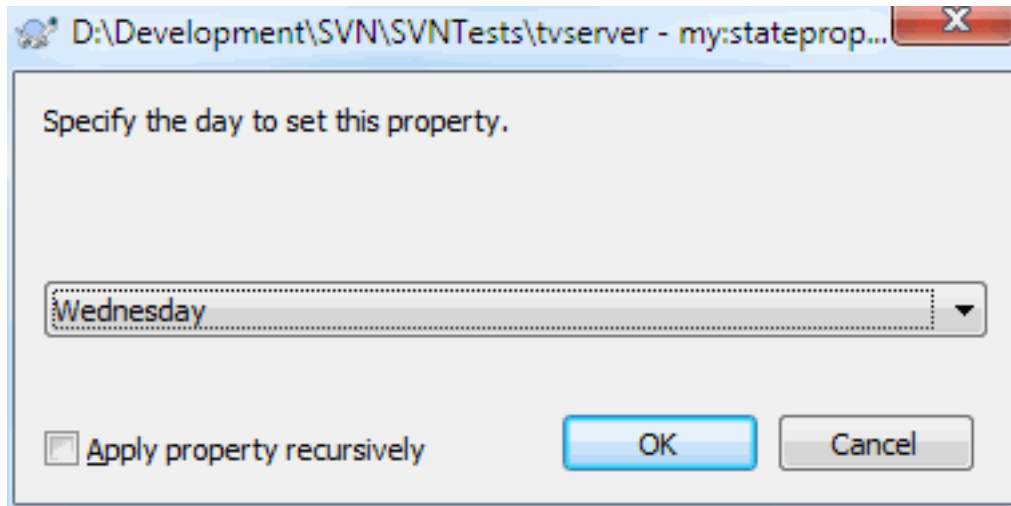 D:\Development\SVN\SVNTests\tvserver - my:stateprop...
Specify the day to set this property.
Wednesday
Apply property recursively
OK
Cancel